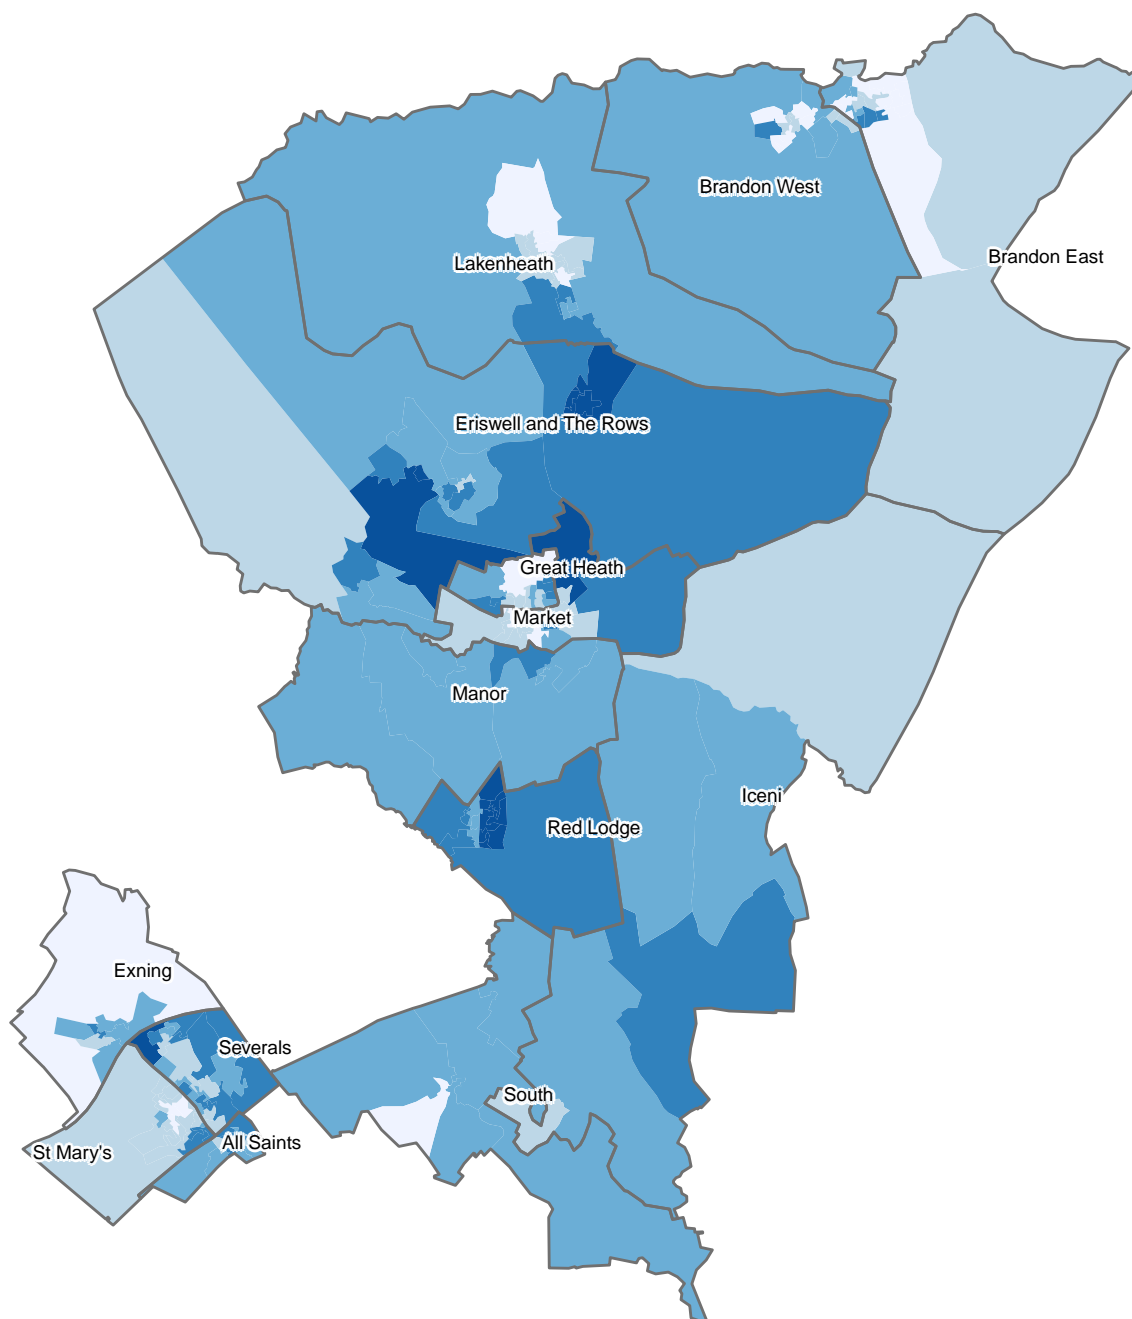 Brandon West
Brandon East
Lakenheath
Eriswell and The Rows
Great Heath
Market
Manor
Iceni
Red Lodge
Exning
Severals
South
All Saints
St Mary's